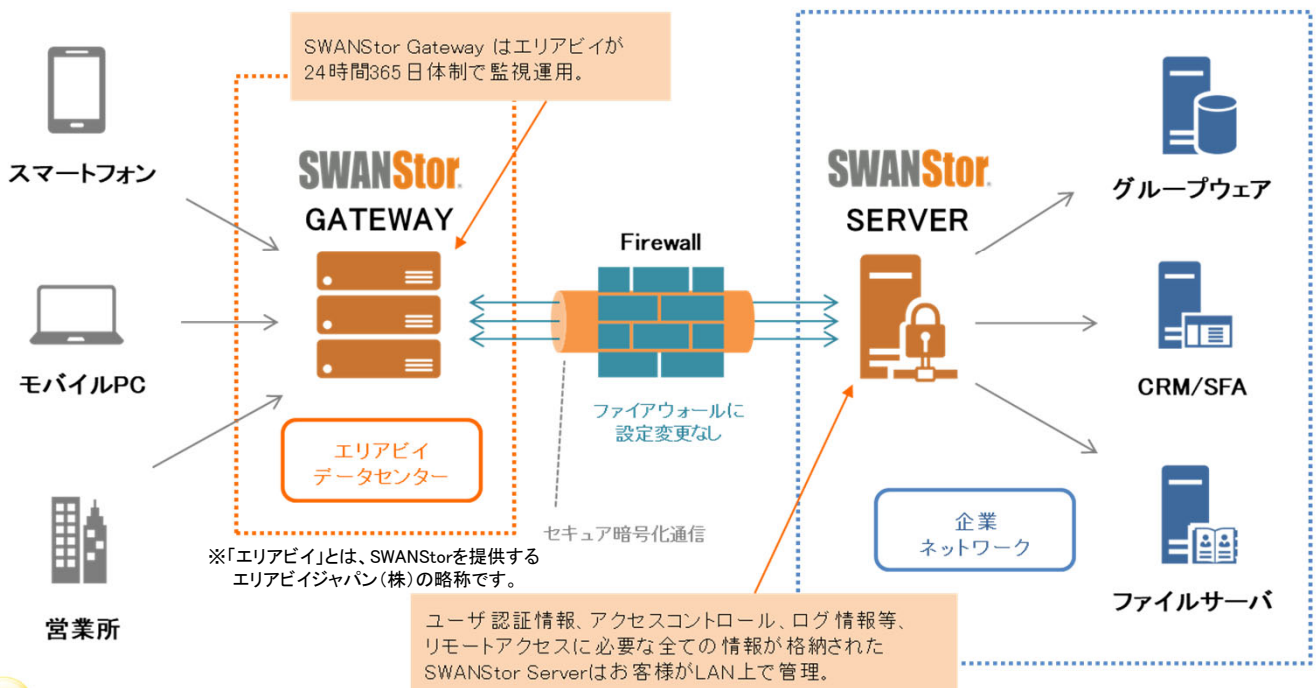 SWANStor Gateway はエリアビイが
24時間365日体制で監視運用。
スマートフォン
モバイルPC
営業所
SWANStor
GATEWAY
エリアビイ
データセンター
※「エリアビイ」とは、SWANStorを提供する
エリアビイジャパン(株)の略称です。
Firewall
ファイアウォールに
設定変更なし
セキュア暗号化通信
SWANStor
SERVER
企業
ネットワーク
グループウェア
CRM/SFA
ファイルサーバ
ユーザ認証情報、アクセスコントロール、ログ情報等、
リモートアクセスに必要な全ての情報が格納された
SWANStor Serverはお客様がLAN上で管理。